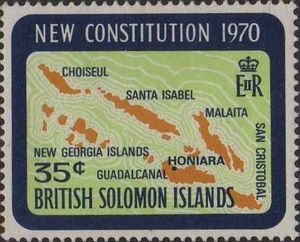 NEW CONSTITUTION 1970
CHOISEUL
EIIR
SANTA ISABEL
MALAITA
SAN CRISTOBAL
NEW GEORGIA ISLANDS
HONIARA
35¢
GUADALCANAL
BRITISH SOLOMON ISLANDS